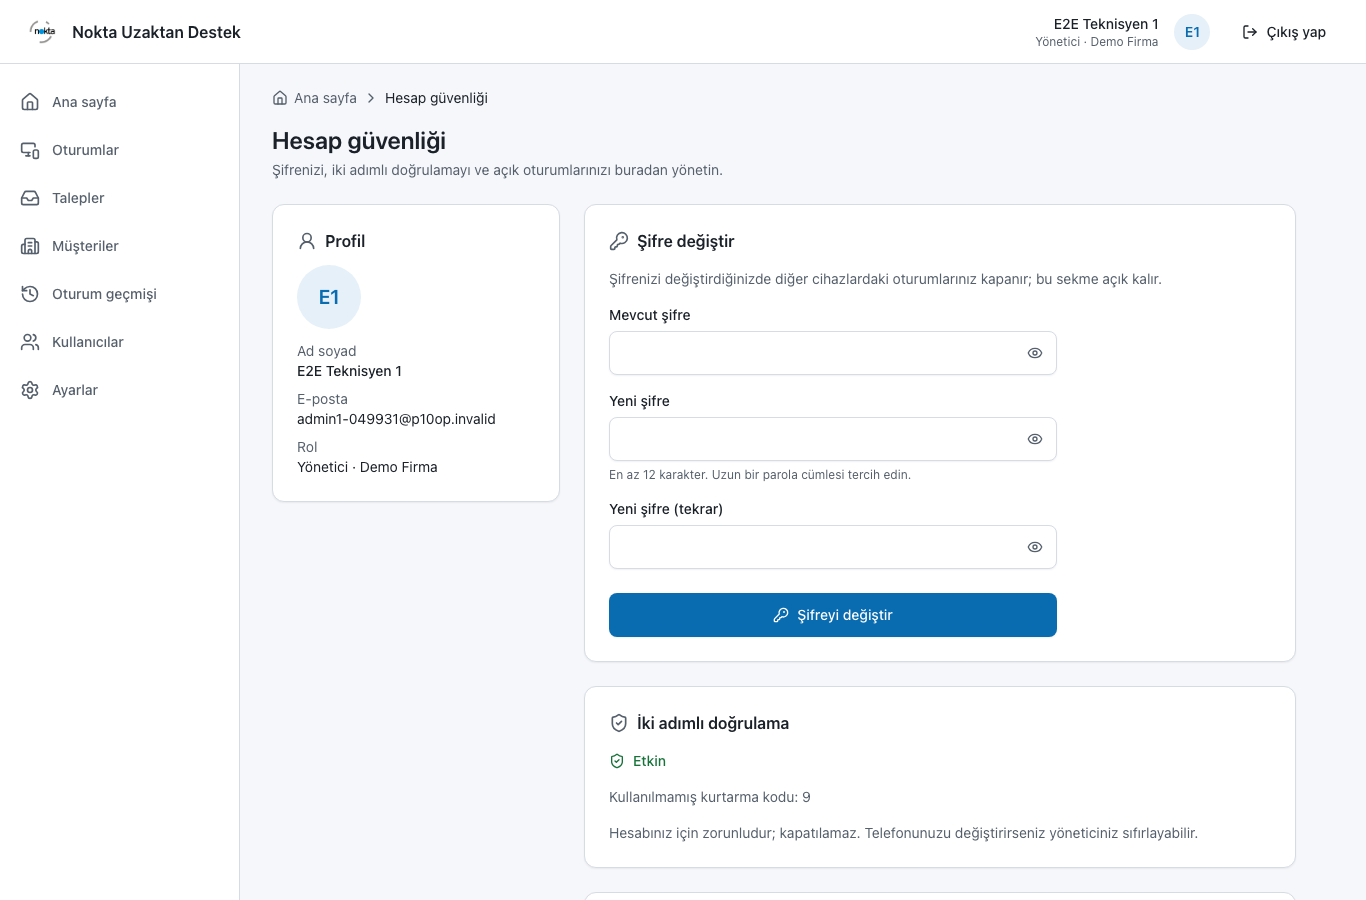 nokta
Nokta Uzaktan Destek
E2E Teknisyen 1
Yönetici · Demo Firma
E1
Çıkış yap
Ana sayfa
Oturumlar
Talepler
Müşteriler
Oturum geçmişi
Kullanıcılar
Ayarlar
Ana sayfa
Hesap güvenliği
Hesap güvenliği
Şifrenizi, iki adımlı doğrulamayı ve açık oturumlarınızı buradan yönetin.
Profil
E1
Ad soyad
E2E Teknisyen 1
E-posta
admin1-049931@p10op.invalid
Rol
Yönetici · Demo Firma
Şifre değiştir
Şifrenizi değiştirdiğinizde diğer cihazlardaki oturumlarınız kapanır; bu sekme açık kalır.
Mevcut şifre
Yeni şifre
En az 12 karakter. Uzun bir parola cümlesi tercih edin.
Yeni şifre (tekrar)
Şifreyi değiştir
İki adımlı doğrulama
Etkin
Kullanılmamış kurtarma kodu: 9
Hesabınız için zorunludur; kapatılamaz. Telefonunuzu değiştirirseniz yöneticiniz sıfırlayabilir.